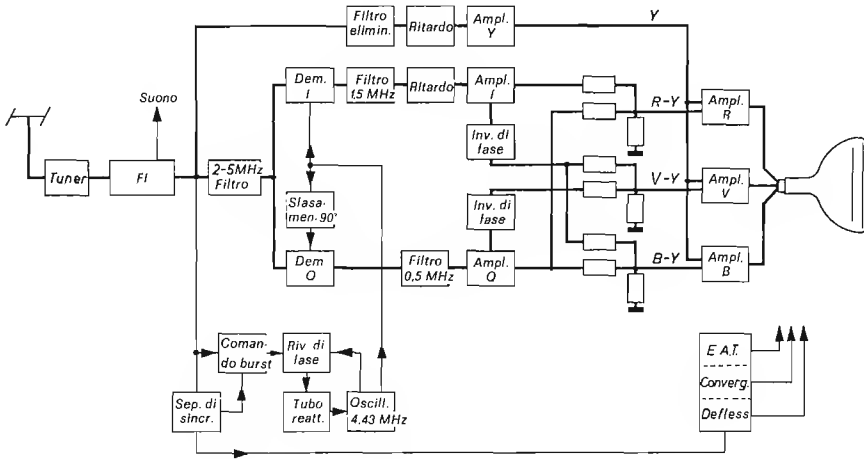 Filtro
elimin.
Ritardo
Ampl.
Y
Y
Dem.
I
Filtro
1,5 MHz
Ritardo
Ampl.
I
Suono
R-Y
Ampl.
R
Inv. di
fase
Tuner
FI
2-5MHz
Filtro
Sfasa-
men. 90°
Inv. di
fase
V-Y
Ampl.
V
Dem
Q
Filtro
0,5 MHz
Ampl.
Q
B-Y
Ampl.
B
Coman-
do burst
Riv. di
fase
E.A.T.
Converg.
Defless
Sep. di
sincr.
Tubo
reatt.
Oscill.
4,43 MHz